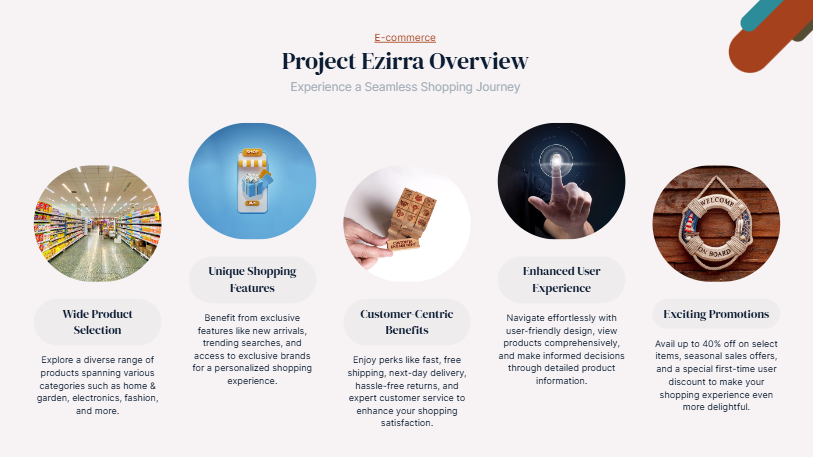 E-commerce
Project Ezirra Overview
Experience a Seamless Shopping Journey
Wide Product
Selection
Explore a diverse range of
products spanning various
categories such as home &
garden, electronics, fashion,
and more.
SHOP
BUY
Unique Shopping
Features
Benefit from exclusive
features like new arrivals,
trending searches, and
access to exclusive brands
for a personalized shopping
experience.
Customer-Centric
Benefits
Enjoy perks like fast, free
shipping, next-day delivery,
hassle-free returns, and
expert customer service to
enhance your shopping
satisfaction.
Enhanced User
Experience
Navigate effortlessly with
user-friendly design, view
products comprehensively,
and make informed decisions
through detailed product
information.
WELCOME
ON BOARD
Exciting Promotions
Avail up to 40% off on select
items, seasonal sales offers,
and a special first-time user
discount to make your
shopping experience even
more delightful.